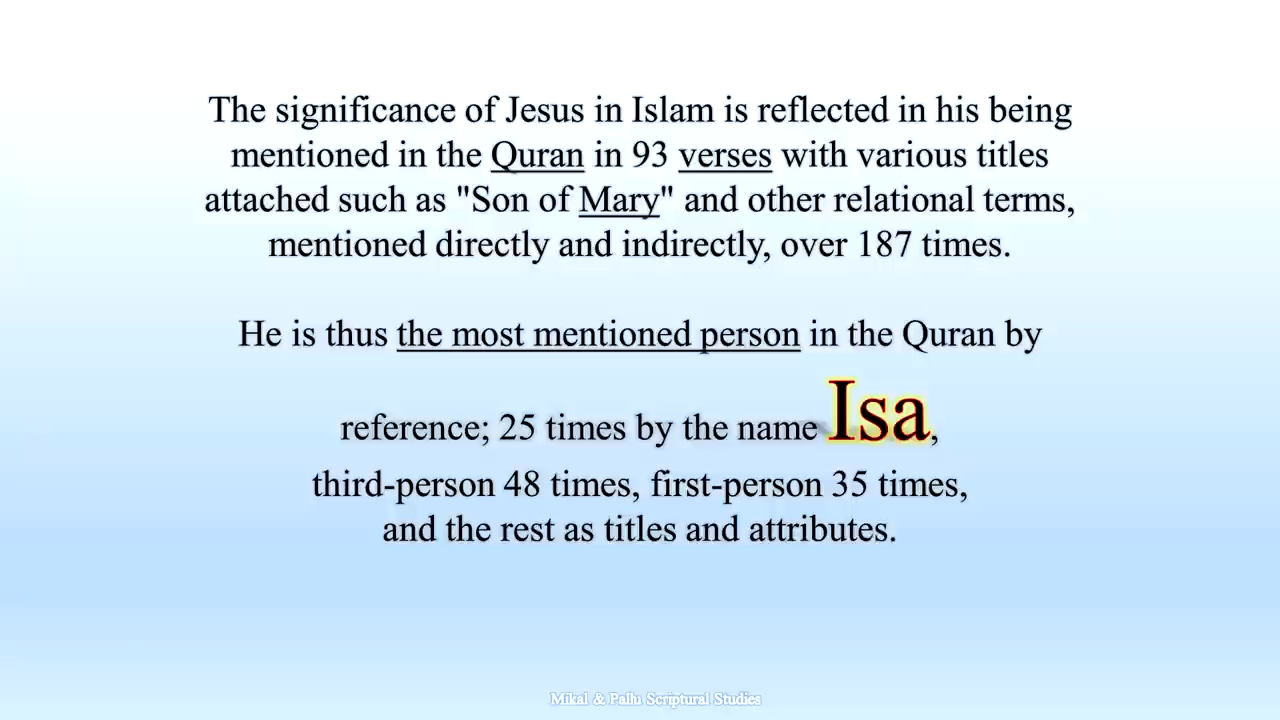 The significance of Jesus in Islam is reflected in his being
mentioned in the Quran in 93 verses with various titles
attached such as "Son of Mary" and other relational terms,
mentioned directly and indirectly, over 187 times.
He is thus the most mentioned person in the Quran by
reference; 25 times by the name Isa,
third-person 48 times, first-person 35 times,
and the rest as titles and attributes.
Mikal & Pallu Scriptural Studies